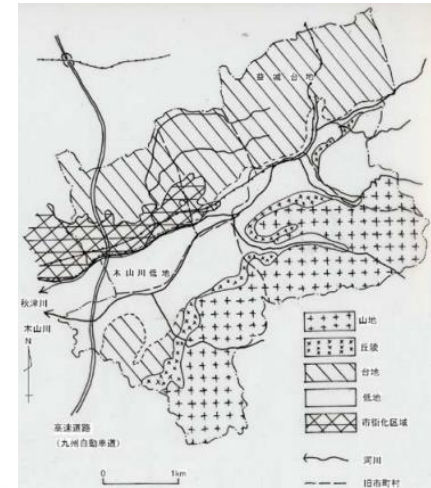 益城台地
木山川低地
秋津川
木山川
N
高速道路
（九州自動車道）
0 1km
山地
丘陵
台地
低地
市街化区域
河川
旧市町村